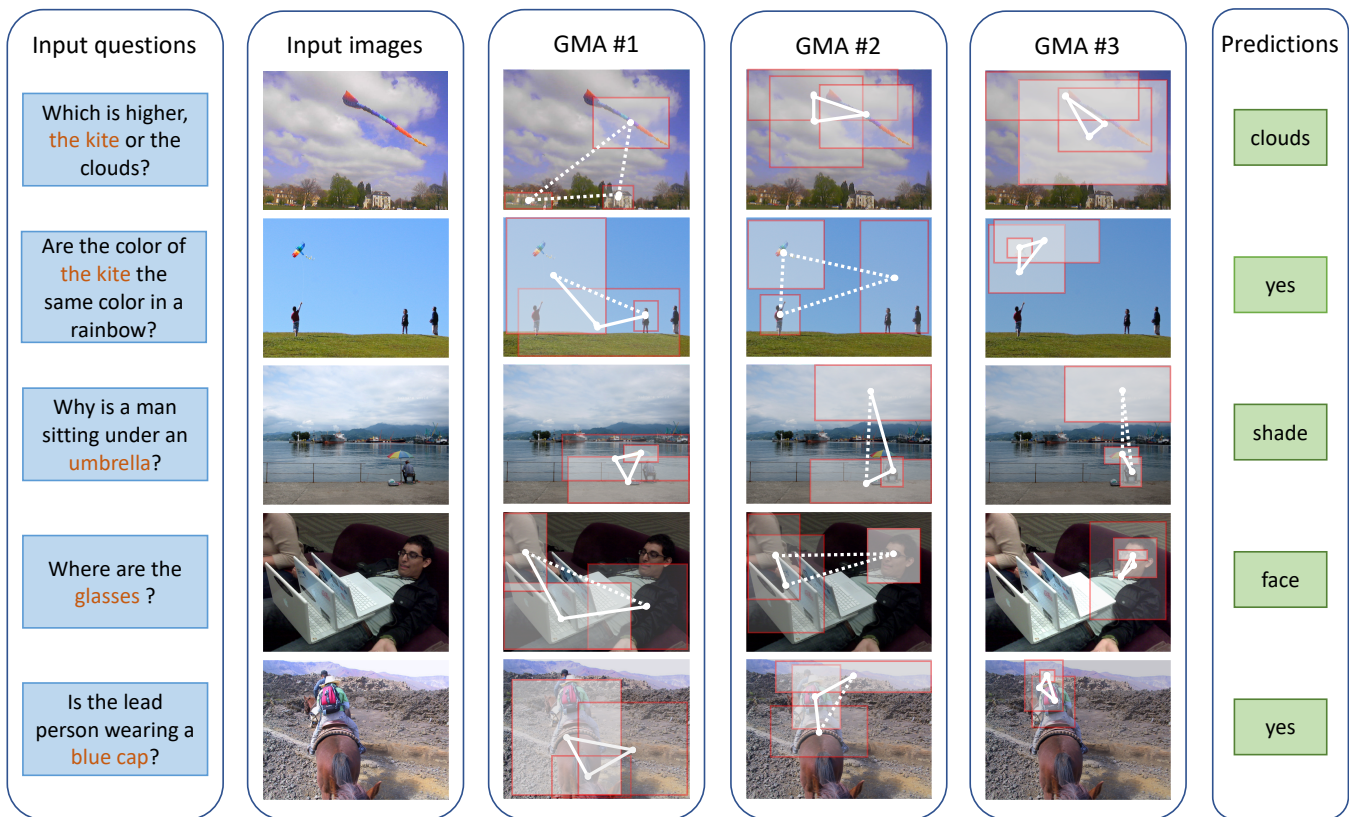 Input questions
Input images
GMA #1
GMA #2
GMA #3
Predictions
Which is higher,
the kite or the
clouds?
clouds
Are the color of
the kite the
same color in a
rainbow?
yes
Why is a man
sitting under an
umbrella?
shade
Where are the
glasses ?
face
Is the lead
person wearing a
blue cap?
yes